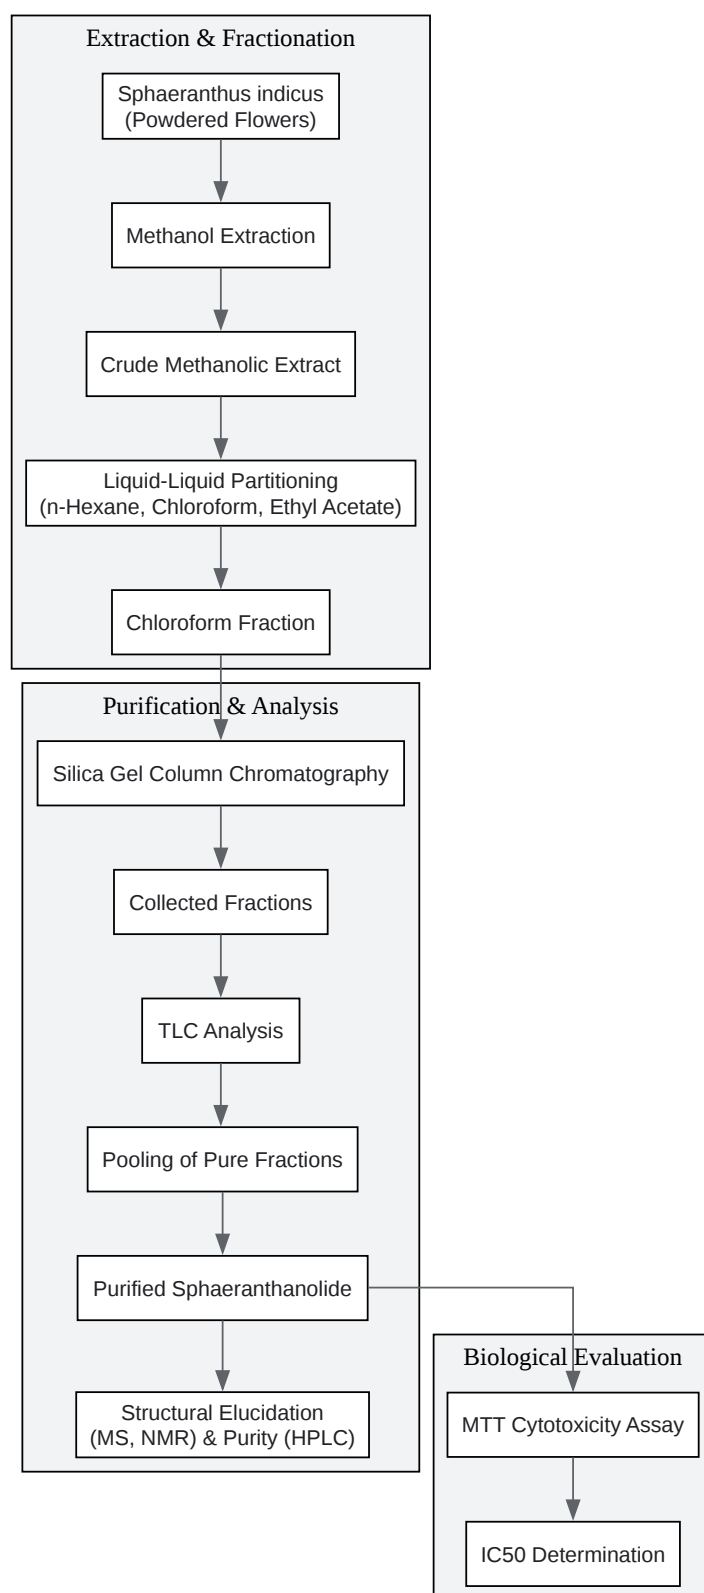 Extraction & Fractionation
Sphaeranthus indicus
(Powdered Flowers)
Methanol Extraction
Crude Methanolic Extract
Liquid-Liquid Partitioning
(n-Hexane, Chloroform, Ethyl Acetate)
Chloroform Fraction
Purification & Analysis
Silica Gel Column Chromatography
Collected Fractions
TLC Analysis
Pooling of Pure Fractions
Purified Sphaeranthanolide
Structural Elucidation
(MS, NMR) & Purity (HPLC)
Biological Evaluation
MTT Cytotoxicity Assay
IC50 Determination